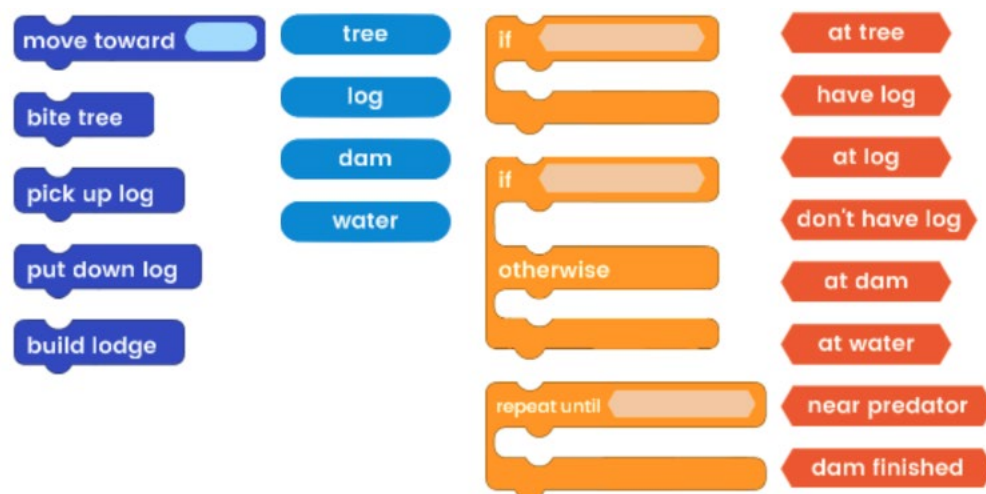 move toward
bite tree
pick up log
put down log
build lodge
tree
log
dam
water
if
if
otherwise
repeat until
at tree
have log
at log
don't have log
at dam
at water
near predator
dam finished